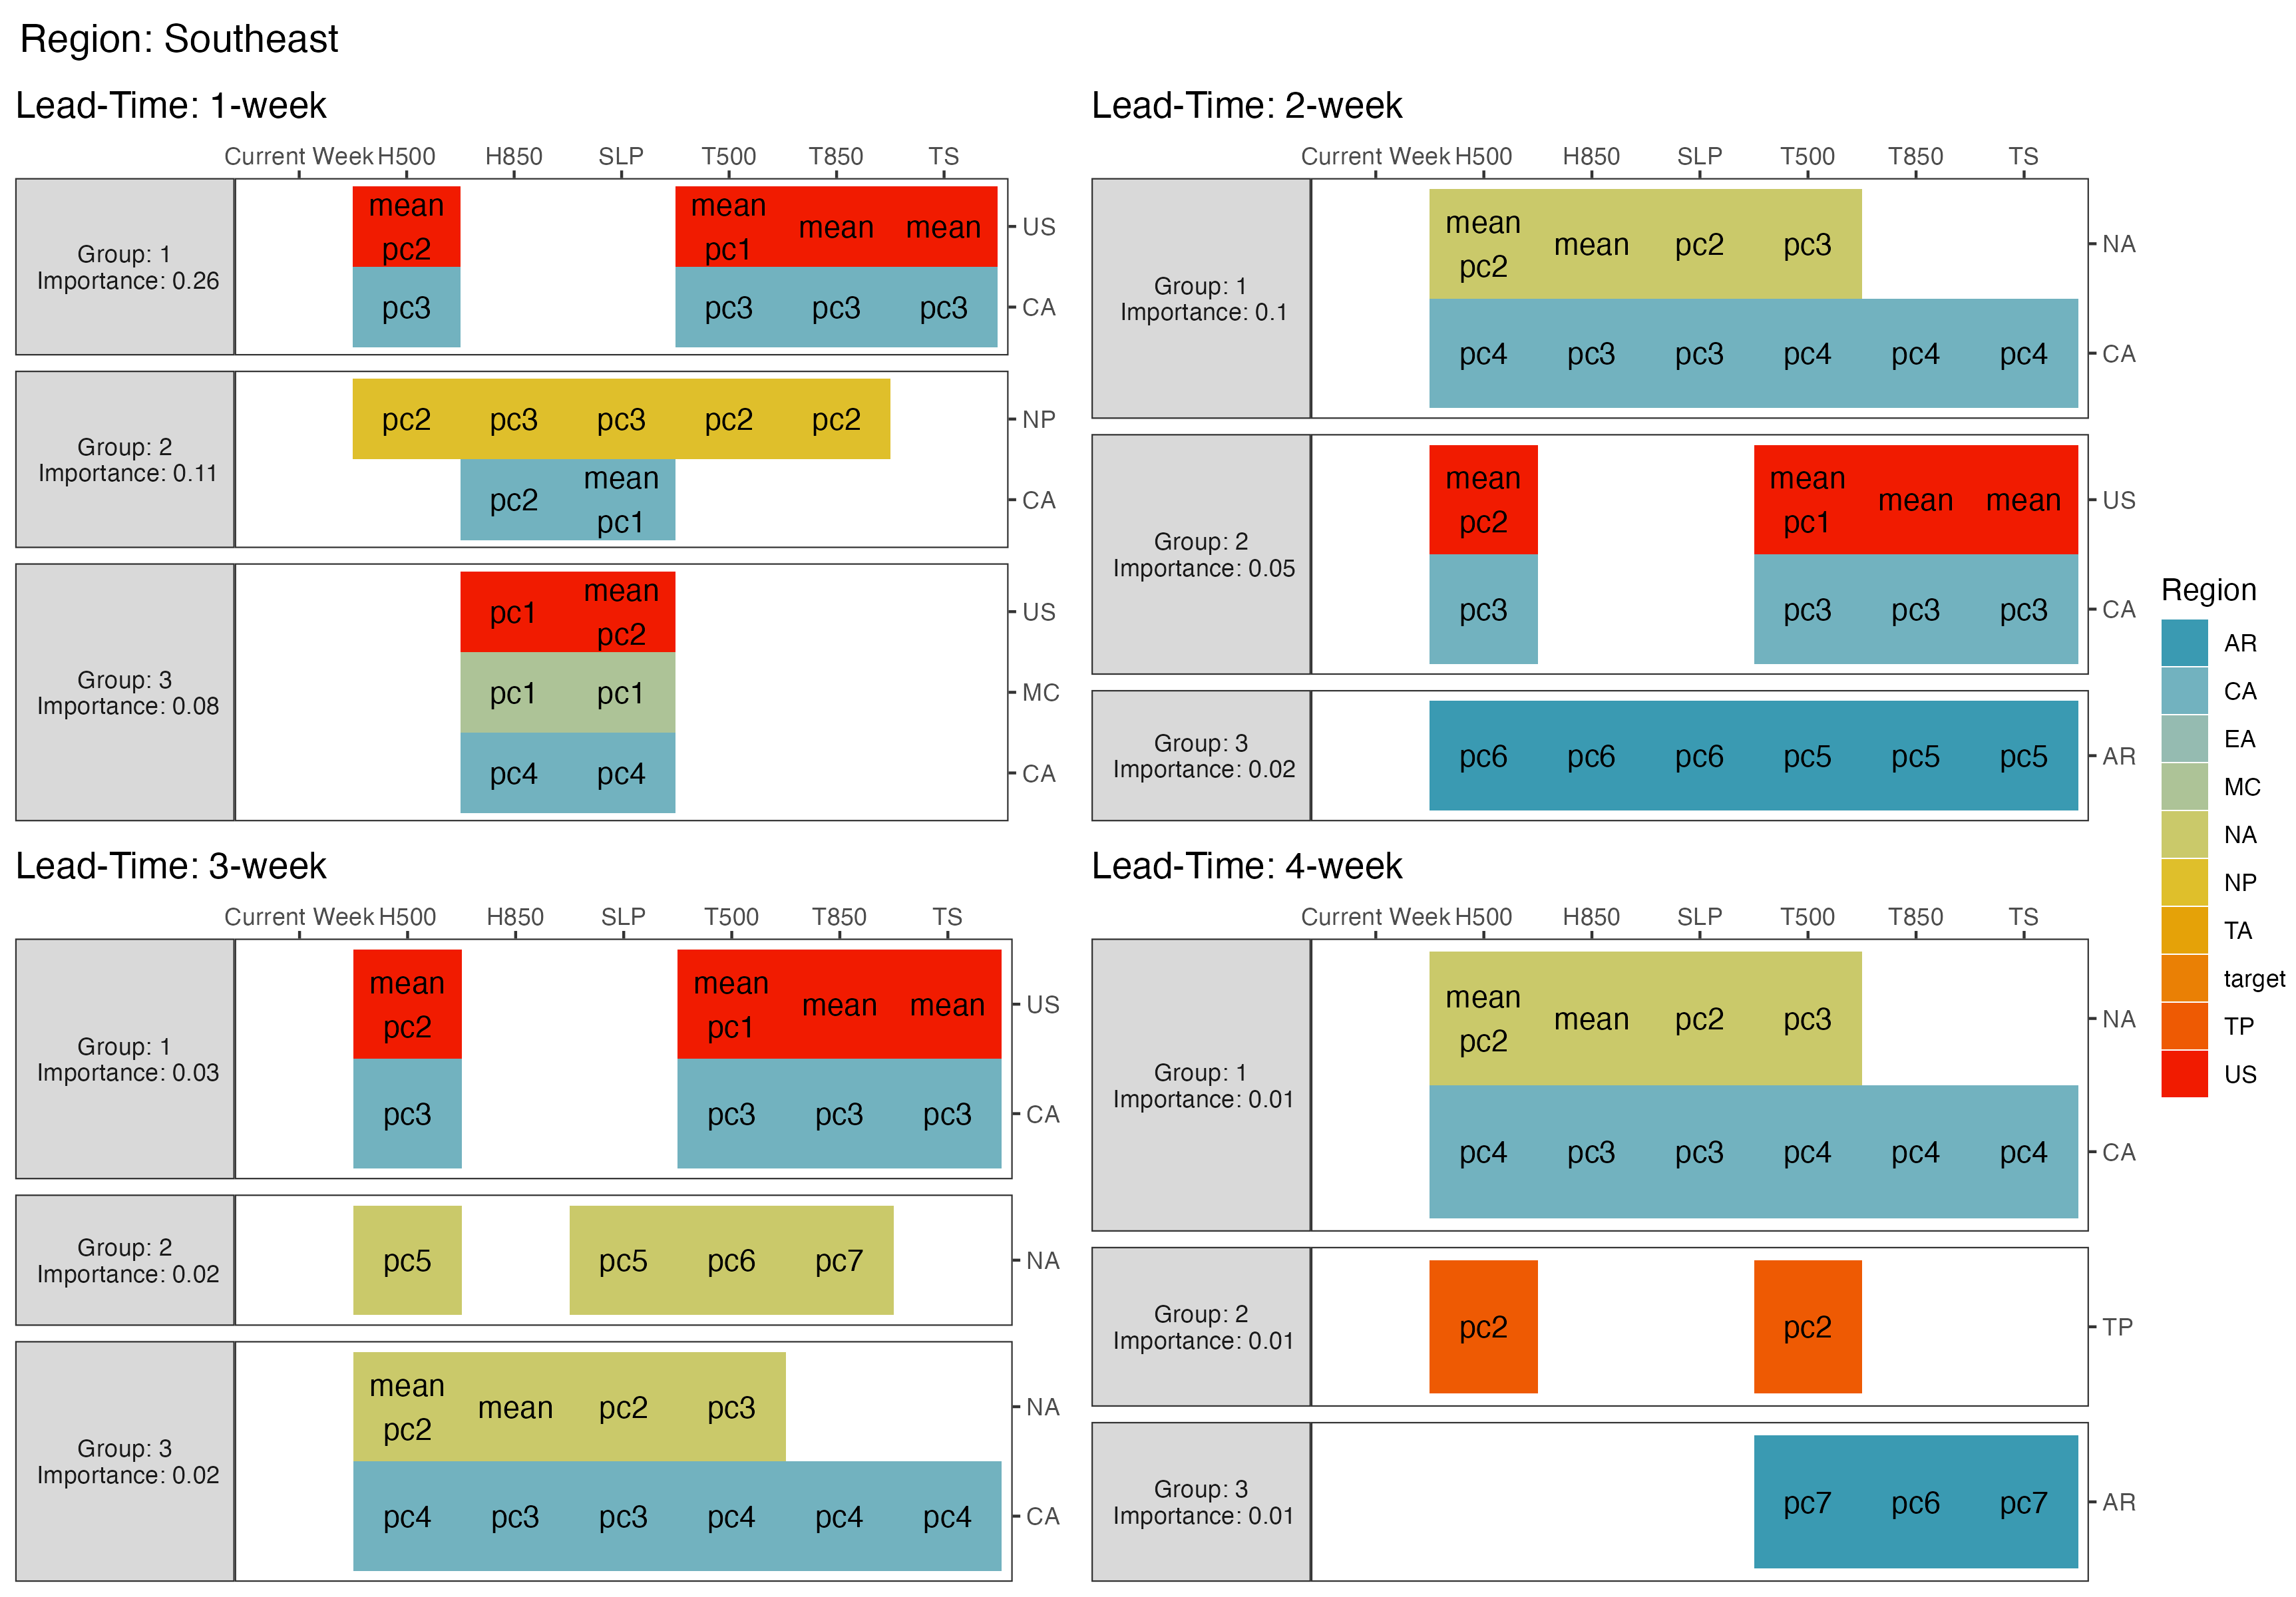 Region: Southeast
Lead-Time: 1-week
Current Week H500 H850 SLP T500 T850 TS
Group: 1
Importance: 0.26
mean mean mean mean US
pc2 pc1
pc3 pc3 pc3 pc3 CA
Group: 2
Importance: 0.11
pc2 pc3 pc3 pc2 pc2 NP
pc2 mean CA
pc1
Group: 3
Importance: 0.08
pc1 mean US
pc2
pc1 pc1 MC
pc4 pc4 CA
Lead-Time: 2-week
Current Week H500 H850 SLP T500 T850 TS
Group: 1
Importance: 0.1
mean mean pc2 pc3 NA
pc2
pc4 pc3 pc3 pc4 pc4 pc4 CA
Group: 2
Importance: 0.05
mean mean mean mean US
pc2 pc1
pc3 pc3 pc3 pc3 CA
Group: 3
Importance: 0.02
pc6 pc6 pc6 pc5 pc5 pc5 AR
Lead-Time: 3-week
Current Week H500 H850 SLP T500 T850 TS
Group: 1
Importance: 0.03
mean mean mean mean US
pc2 pc1
pc3 pc3 pc3 pc3 CA
Group: 2
Importance: 0.02
pc5 pc5 pc6 pc7 NA
Group: 3
Importance: 0.02
mean mean pc2 pc3 NA
pc2
pc4 pc3 pc3 pc4 pc4 pc4 CA
Lead-Time: 4-week
Current Week H500 H850 SLP T500 T850 TS
Group: 1
Importance: 0.01
mean mean pc2 pc3 NA
pc2
pc4 pc3 pc3 pc4 pc4 pc4 CA
Group: 2
Importance: 0.01
pc2 pc2 TP
Group: 3
Importance: 0.01
pc7 pc6 pc7 AR
Region
AR
CA
EA
MC
NA
NP
TA
target
TP
US